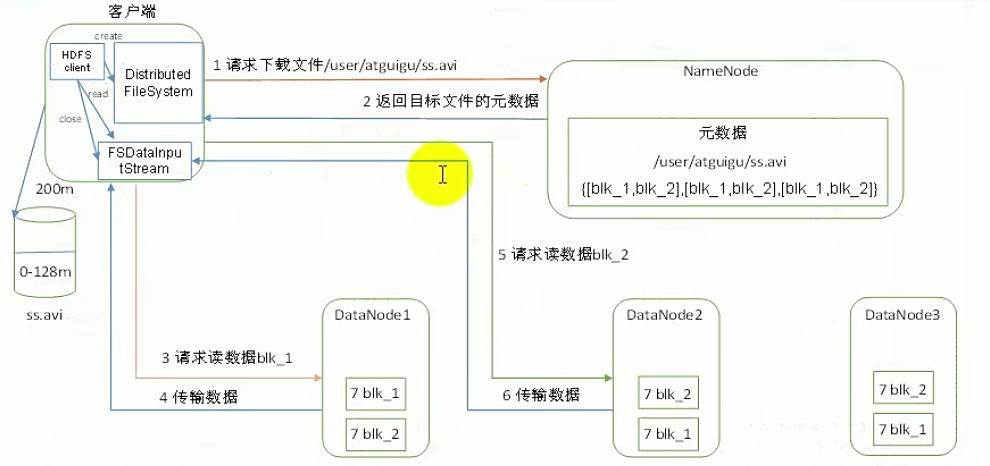 客户端
HDFS
client
create
read
close
Distributed
FileSystem
FSDataInpu
tStream
1 请求下载文件/user/atguigu/ss.avi
2 返回目标文件的元数据
NameNode
元数据
/user/atguigu/ss.avi
{[blk_1,blk_2],[blk_1,blk_2],[blk_1,blk_2]}
200m
0-128m
ss.avi
5 请求读数据blk_2
3 请求读数据blk_1
4 传输数据
6 传输数据
DataNode1
7 blk_1
7 blk_2
DataNode2
7 blk_2
7 blk_1
DataNode3
7 blk_2
7 blk_1